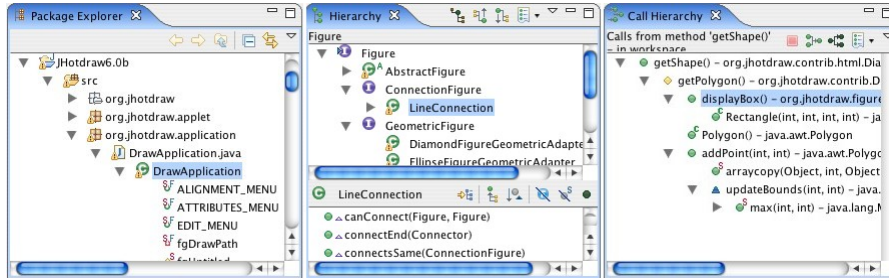 Package Explorer
JHotdraw6.0b
src
org.jhotdraw
org.jhotdraw.applet
org.jhotdraw.application
DrawApplication.java
DrawApplication
ALIGNMENT_MENU
ATTRIBUTES_MENU
EDIT_MENU
fgDrawPath
fgUntitled
Hierarchy
Figure
Figure
AbstractFigure
ConnectionFigure
LineConnection
GeometricFigure
DiamondFigureGeometricAdapte
EllipseFigureGeometricAdapter
LineConnection
canConnect(Figure, Figure)
connectEnd(Connector)
connectsSame(ConnectionFigure)
Call Hierarchy
Calls from method 'getShape()'
- in workspace
getShape() - org.jhotdraw.contrib.html.Dia
getPolygon() - org.jhotdraw.contrib.D
displayBox() - org.jhotdraw.figure
Rectangle(int, int, int, int) - ja
Polygon() - java.awt.Polygon
addPoint(int, int) - java.awt.Polygo
arraycopy(Object, int, Object
updateBounds(int, int) - java.
max(int, int) - java.lang.M